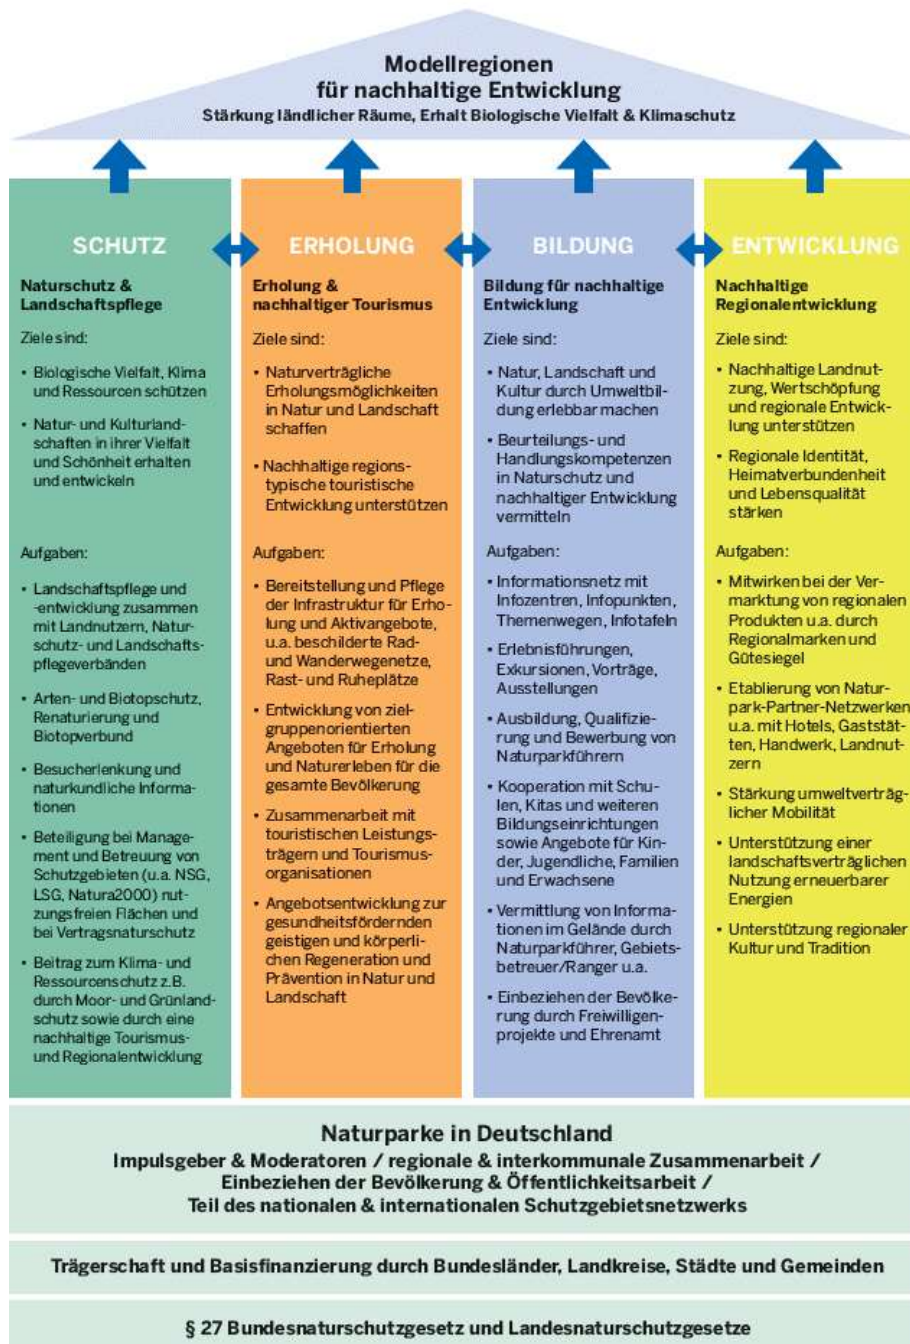 Modellregionen
für nachhaltige Entwicklung
Stärkung ländlicher Räume, Erhalt Biologische Vielfalt & Klimaschutz
SCHUTZ
Naturschutz &
Landschaftspflege
Ziele sind:
• Biologische Vielfalt, Klima
und Ressourcen schützen
• Natur- und Kulturland-
schaften in ihrer Vielfalt
und Schönheit erhalten
und entwickeln
Aufgaben:
• Landschaftspflege und
-entwicklung zusammen
mit Landnutzern, Natur-
schutz- und Landschafts-
pflegeverbänden
• Arten- und Biotopschutz,
Renaturierung und
Biotopverbund
• Besucherlenkung und
naturkundliche Informa-
tionen
• Beteiligung bei Manage-
ment und Betreuung von
Schutzgebieten (u.a. NSG,
LSG, Natura2000) nut-
zungsfreien Flächen und
bei Vertragsnaturschutz
• Beitrag zum Klima- und
Ressourcenschutz z.B.
durch Moor- und Grünland-
schutz sowie durch eine
nachhaltige Tourismus-
und Regionalentwicklung
ERHOLUNG
Erholung &
nachhaltiger Tourismus
Ziele sind:
• Naturverträgliche
Erholungsmöglichkeiten
in Natur und Landschaft
schaffen
• Nachhaltige regions-
typische touristische
Entwicklung unterstützen
Aufgaben:
• Bereitstellung und Pflege
der Infrastruktur für Erho-
lung und Aktivangebote,
u.a. beschilderte Rad-
und Wanderwegenetze,
Rast- und Ruheplätze
• Entwicklung von ziel-
gruppenorientierten
Angeboten für Erholung
und Naturerleben für die
gesamte Bevölkerung
• Zusammenarbeit mit
touristischen Leistungs-
trägern und Tourismus-
organisationen
• Angebotsentwicklung zur
gesundheitsfördernden
geistigen und körperli-
chen Regeneration und
Prävention in Natur und
Landschaft
BILDUNG
Bildung für nachhaltige
Entwicklung
Ziele sind:
• Natur, Landschaft und
Kultur durch Umweltbil-
dung erlebbar machen
• Beurteilungs- und
Handlungskompetenzen
in Naturschutz und
nachhaltiger Entwicklung
vermitteln
Aufgaben:
• Informationsnetz mit
Infozentren, Infopunkten,
Themenwegen, Infotafeln
• Erlebnisführungen,
Exkursionen, Vorträge,
Ausstellungen
• Ausbildung, Qualifizie-
rung und Bewerbung von
Naturparkführern
• Kooperation mit Schu-
len, Kitas und weiteren
Bildungseinrichtungen
sowie Angebote für Kin-
der, Jugendliche, Familien
und Erwachsene
• Vermittlung von Informa-
tionen im Gelände durch
Naturparkführer, Gebiets-
betreuer/Ranger u.a.
• Einbeziehen der Bevölke-
rung durch Freiwilligen-
projekte und Ehrenamt
ENTWICKLUNG
Nachhaltige
Regionalentwicklung
Ziele sind:
• Nachhaltige Landnut-
zung, Wertschöpfung
und regionale Entwick-
lung unterstützen
• Regionale Identität,
Heimatverbundenheit
und Lebensqualität
stärken
Aufgaben:
• Mitwirken bei der Ver-
marktung von regionalen
Produkten u.a. durch
Regionalmarken und
Gütesiegel
• Etablierung von Natur-
park-Partner-Netzwerken
u.a. mit Hotels, Gaststät-
ten, Handwerk, Landnut-
zern
• Stärkung umweltverträg-
licher Mobilität
• Unterstützung einer
landschaftsverträglichen
Nutzung erneuerbarer
Energien
• Unterstützung regionaler
Kultur und Tradition
Naturparke in Deutschland
Impulsgeber & Moderatoren / regionale & interkommunale Zusammenarbeit /
Einbeziehen der Bevölkerung & Öffentlichkeitsarbeit /
Teil des nationalen & internationalen Schutzgebietsnetzwerks
Trägerschaft und Basisfinanzierung durch Bundesländer, Landkreise, Städte und Gemeinden
§ 27 Bundesnaturschutzgesetz und Landesnaturschutzgesetze